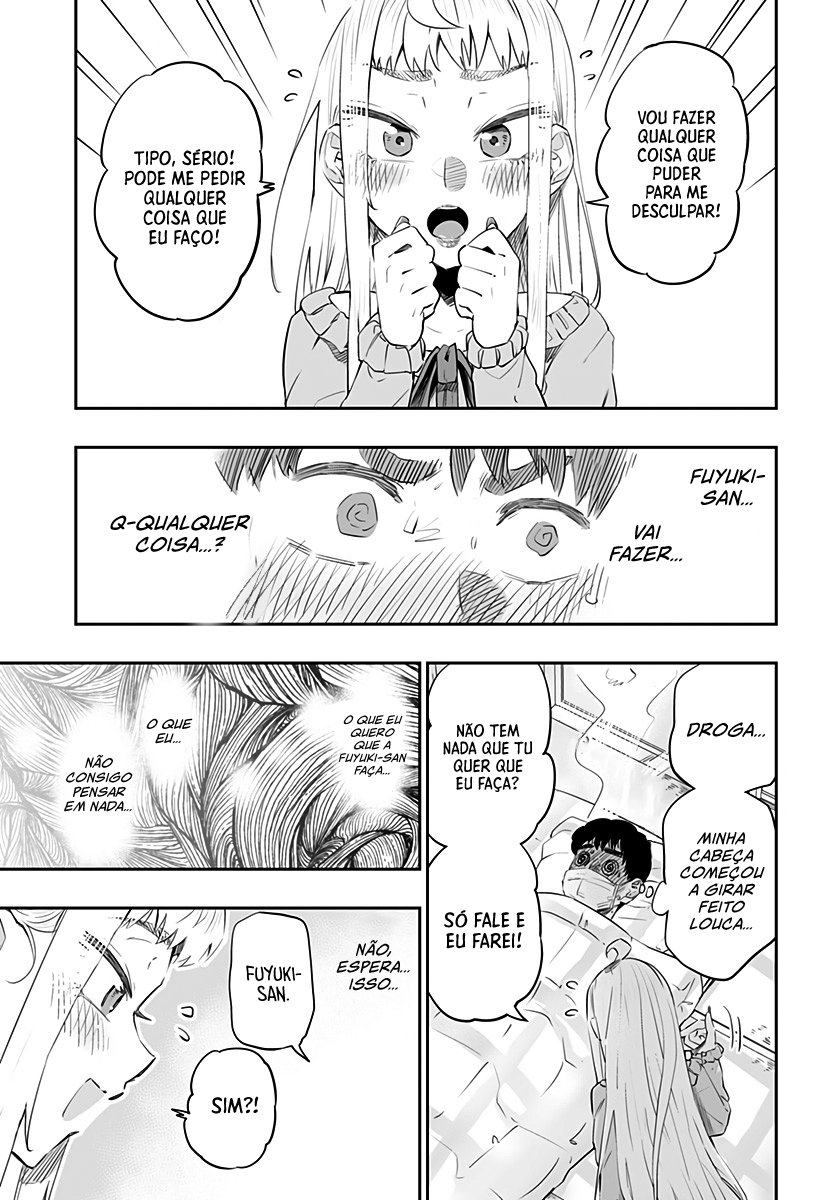 VOU FAZER
QUALQUER
COISA QUE
PUDER
PARA ME
DESCULPAR!
TIPO, SÉRIO!
PODE ME PEDIR
QUALQUER
COISA QUE
EU FAÇO!
FUYUKI-
SAN...
VAI
FAZER...
Q-QUALQUER
COISA...?
DROGA...
MINHA
CABEÇA
COMEÇOU
A GIRAR
FEITO
LOUCA...
NÃO TEM
NADA QUE TU
QUER QUE
EU FAÇA?
SÓ FALE E
EU FAREI!
O QUE EU
QUERO
QUE A
FUYUKI-SAN
FAÇA...
O QUE
EU...
NÃO
CONSIGO
PENSAR
EM NADA...
NÃO,
ESPERA...
ISSO...
FUYUKI-
SAN.
SIM?!